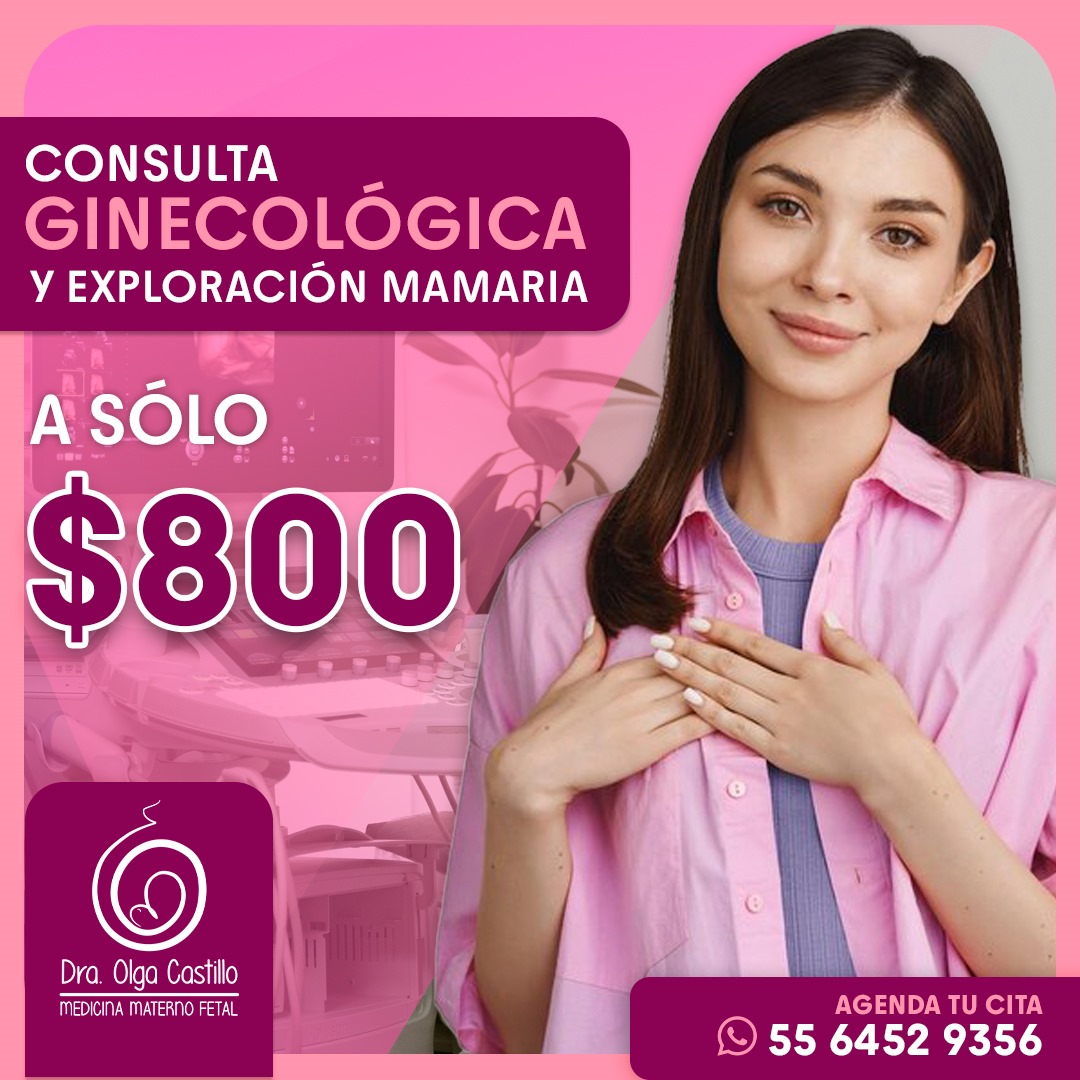 CONSULTA
GINECOLÓGICA
Y EXPLORACIÓN MAMARIA
A SÓLO
$800
Dra. Olga Castillo
MEDICINA MATERNO FETAL
AGENDA TU CITA
55 6452 9356